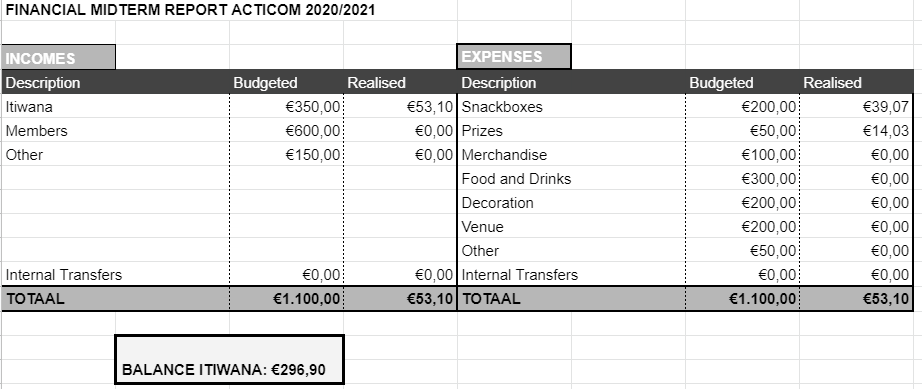 FINANCIAL MIDTERM REPORT ACTICOM 2020/2021
INCOMES EXPENSES
Description Budgeted Realised Description Budgeted Realised
Itiwana €350,00 €53,10 Snackboxes €200,00 €39,07
Members €600,00 €0,00 Prizes €50,00 €14,03
Other €150,00 €0,00 Merchandise €100,00 €0,00
Food and Drinks €300,00 €0,00
Decoration €200,00 €0,00
Venue €200,00 €0,00
Other €50,00 €0,00
Internal Transfers €0,00 €0,00 Internal Transfers €0,00 €0,00
TOTAAL €1.100,00 €53,10 TOTAAL €1.100,00 €53,10
BALANCE ITIWANA: €296,90